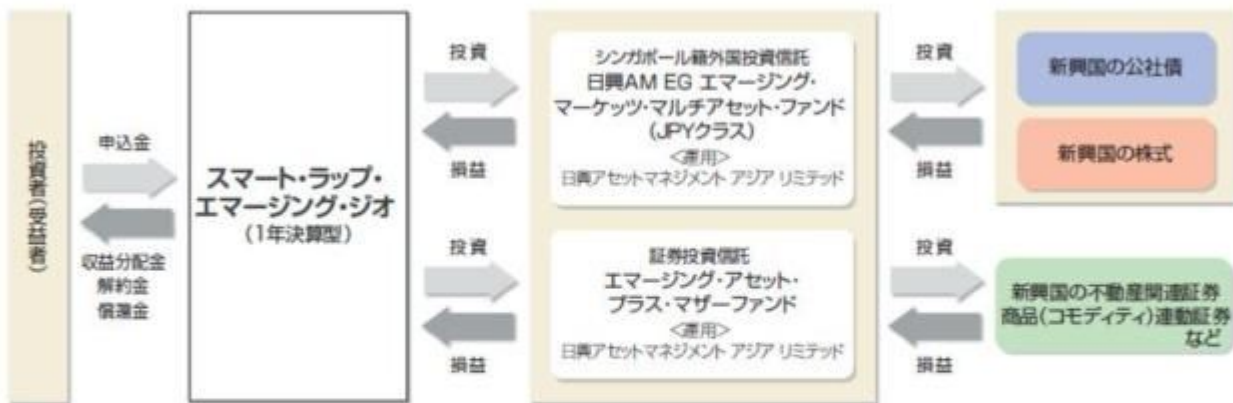 投資者(受益者)
申込金
収益分配金
解約金
償還金
スマート・ラップ・
エマージング・ジオ
(1年決算型)
投資
損益
投資
損益
シンガポール籍外国投資信託
日興AM EG エマージング・
マーケッツ・マルチアセット・ファンド
(JPYクラス)
<運用>
日興アセットマネジメント アジア リミテッド
証券投資信託
エマージング・アセット・
プラス・マザーファンド
<運用>
日興アセットマネジメント アジア リミテッド
投資
損益
投資
損益
新興国の公社債
新興国の株式
新興国の不動産関連証券
商品(コモディティ)連動証券
など